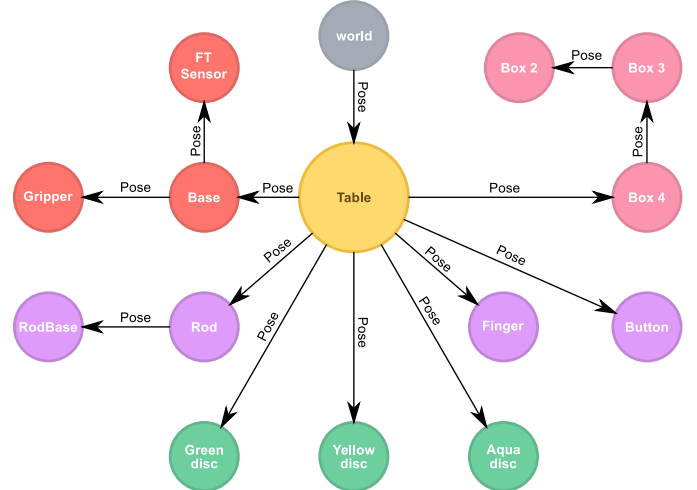 world
Pose
FT
Sensor
Box 2
Pose
Box 3
Pose
Pose
Gripper
Pose
Base
Pose
Table
Pose
Box 4
Pose
Pose
Pose
RodBase
Pose
Rod
Pose
Pose
Pose
Finger
Button
Green
disc
Yellow
disc
Aqua
disc